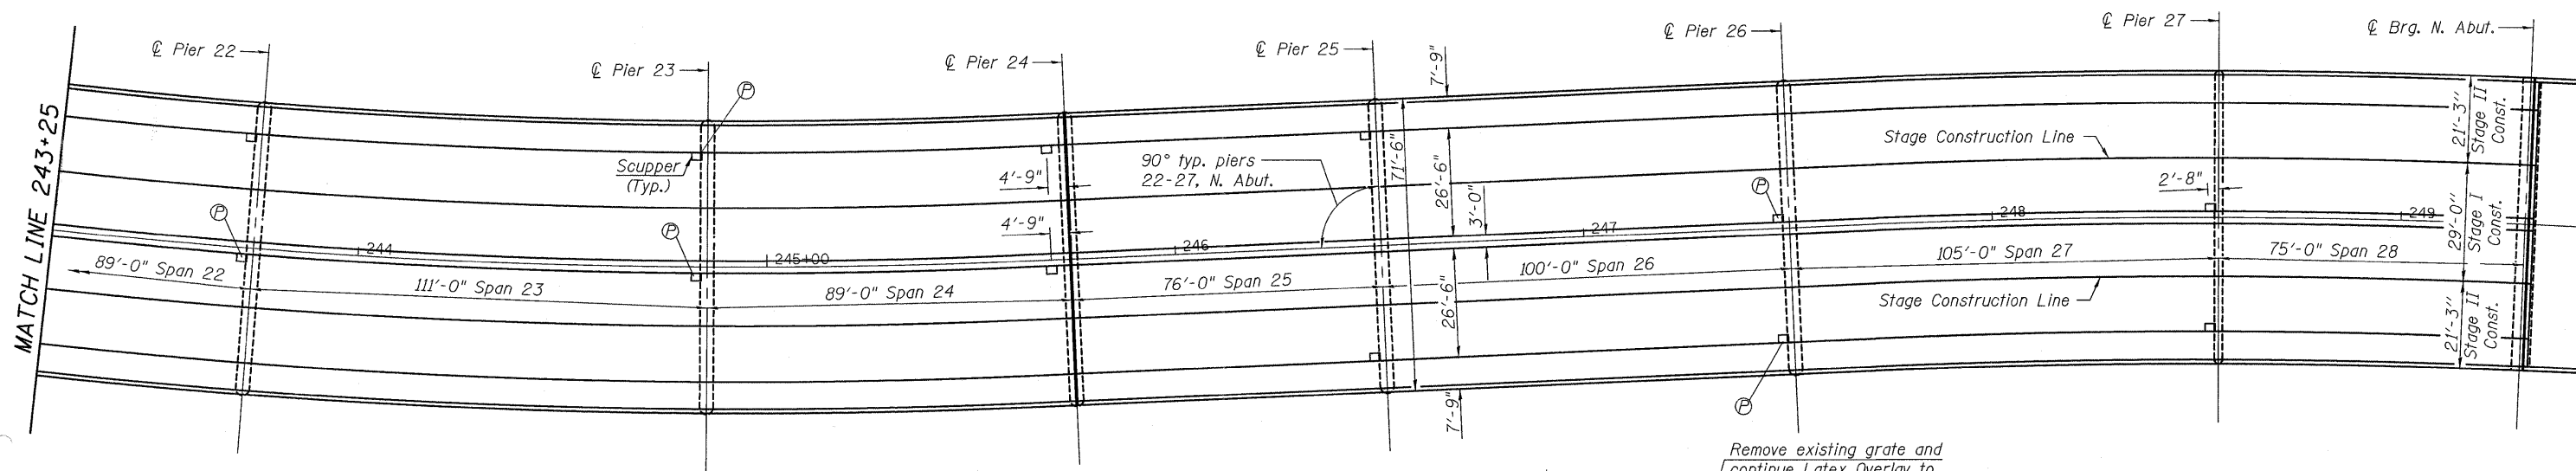 ℄ Pier 22
℄ Pier 23
℄ Pier 24
℄ Pier 25
℄ Pier 26
℄ Pier 27
℄ Brg. N. Abut.
MATCH LINE 243+25
P
Scupper
(Typ.)
P
P
4'-9"
4'-9"
90° typ. piers
22-27, N. Abut.
7'-9"
71'-6"
26'-6"
3'-0"
26'-6"
7'-9"
P
P
Stage Construction Line
Stage Construction Line
2'-8"
21'-3"
Stage II
Const.
29'-0"
Stage I
Const.
21'-3"
Stage II
Const.
244
245+00
246
247
248
249
89'-0" Span 22
111'-0" Span 23
89'-0" Span 24
76'-0" Span 25
100'-0" Span 26
105'-0" Span 27
75'-0" Span 28
Remove existing grate and
continue Latex Overlay to